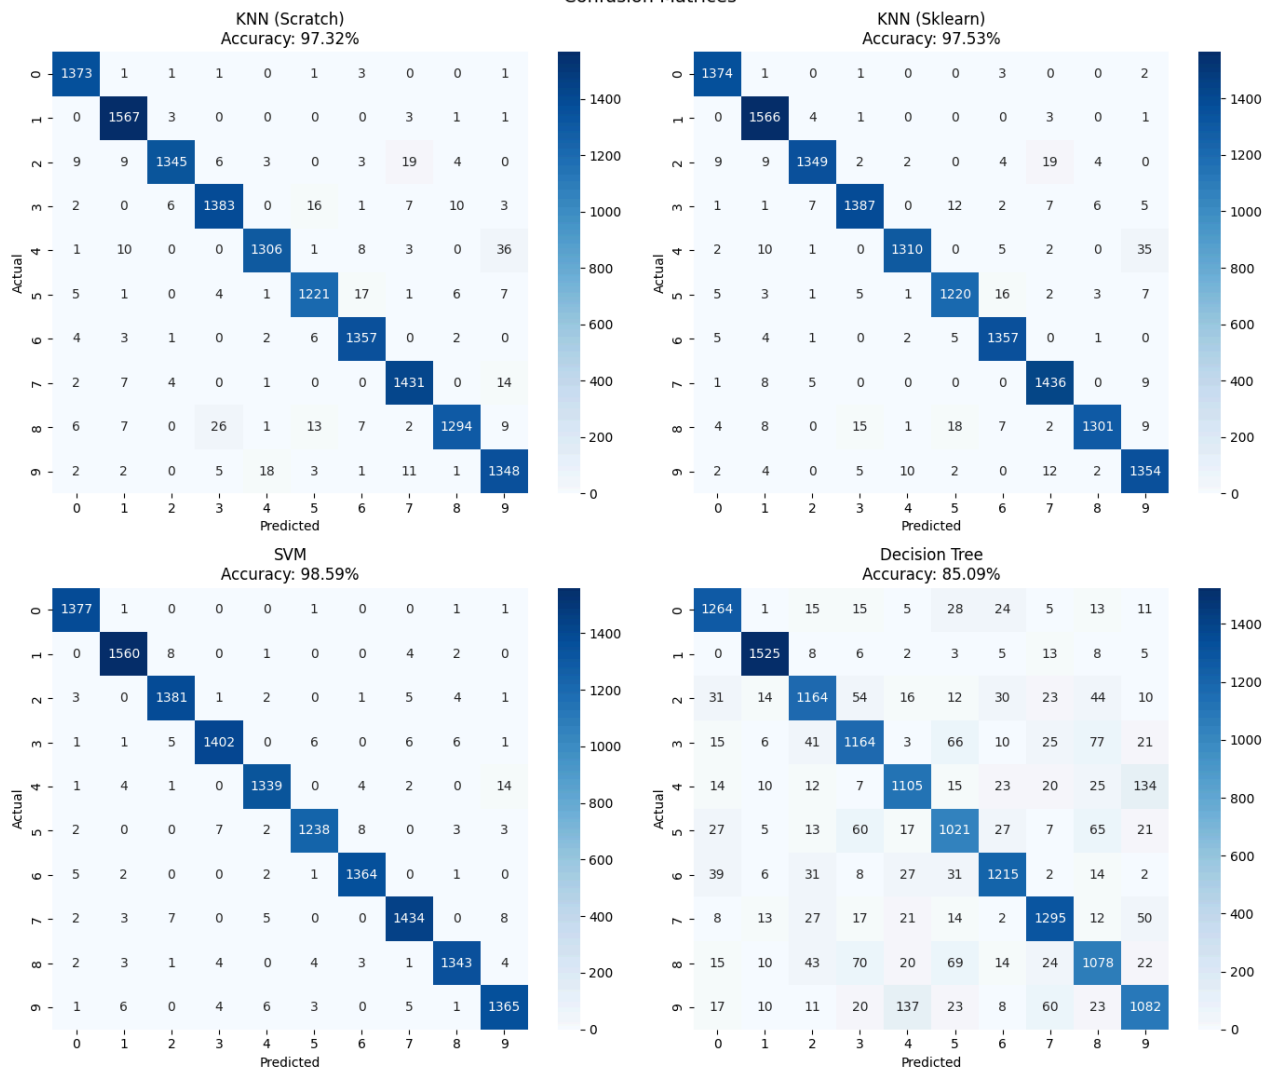 Confusion Matrices
KNN (Scratch)
Accuracy: 97.32%
0 1373 1 1 1 0 1 3 0 0 1
1 0 1567 3 0 0 0 0 3 1 1
2 9 9 1345 6 3 0 3 19 4 0
3 2 0 6 1383 0 16 1 7 10 3
4 1 10 0 0 1306 1 8 3 0 36
5 5 1 0 4 1 1221 17 1 6 7
6 4 3 1 0 2 6 1357 0 2 0
7 2 7 4 0 1 0 0 1431 0 14
8 6 7 0 26 1 13 7 2 1294 9
9 2 2 0 5 18 3 1 11 1 1348
0 1 2 3 4 5 6 7 8 9
Actual
Predicted
1400
1200
1000
800
600
400
200
0
KNN (Sklearn)
Accuracy: 97.53%
0 1374 1 0 1 0 0 3 0 0 2
1 0 1566 4 1 0 0 0 3 0 1
2 9 9 1349 2 2 0 4 19 4 0
3 1 1 7 1387 0 12 2 7 6 5
4 2 10 1 0 1310 0 5 2 0 35
5 5 3 1 5 1 1220 16 2 3 7
6 5 4 1 0 2 5 1357 0 1 0
7 1 8 5 0 0 0 0 1436 0 9
8 4 8 0 15 1 18 7 2 1301 9
9 2 4 0 5 10 2 0 12 2 1354
0 1 2 3 4 5 6 7 8 9
Actual
Predicted
1400
1200
1000
800
600
400
200
0
SVM
Accuracy: 98.59%
0 1377 1 0 0 0 1 0 0 1 1
1 0 1560 8 0 1 0 0 4 2 0
2 3 0 1381 1 2 0 1 5 4 1
3 1 1 5 1402 0 6 0 6 6 1
4 1 4 1 0 1339 0 4 2 0 14
5 2 0 0 7 2 1238 8 0 3 3
6 5 2 0 0 2 1 1364 0 1 0
7 2 3 7 0 5 0 0 1434 0 8
8 2 3 1 4 0 4 3 1 1343 4
9 1 6 0 4 6 3 0 5 1 1365
0 1 2 3 4 5 6 7 8 9
Actual
Predicted
1400
1200
1000
800
600
400
200
0
Decision Tree
Accuracy: 85.09%
0 1264 1 15 15 5 28 24 5 13 11
1 0 1525 8 6 2 3 5 13 8 5
2 31 14 1164 54 16 12 30 23 44 10
3 15 6 41 1164 3 66 10 25 77 21
4 14 10 12 7 1105 15 23 20 25 134
5 27 5 13 60 17 1021 27 7 65 21
6 39 6 31 8 27 31 1215 2 14 2
7 8 13 27 17 21 14 2 1295 12 50
8 15 10 43 70 20 69 14 24 1078 22
9 17 10 11 20 137 23 8 60 23 1082
0 1 2 3 4 5 6 7 8 9
Actual
Predicted
1400
1200
1000
800
600
400
200
0